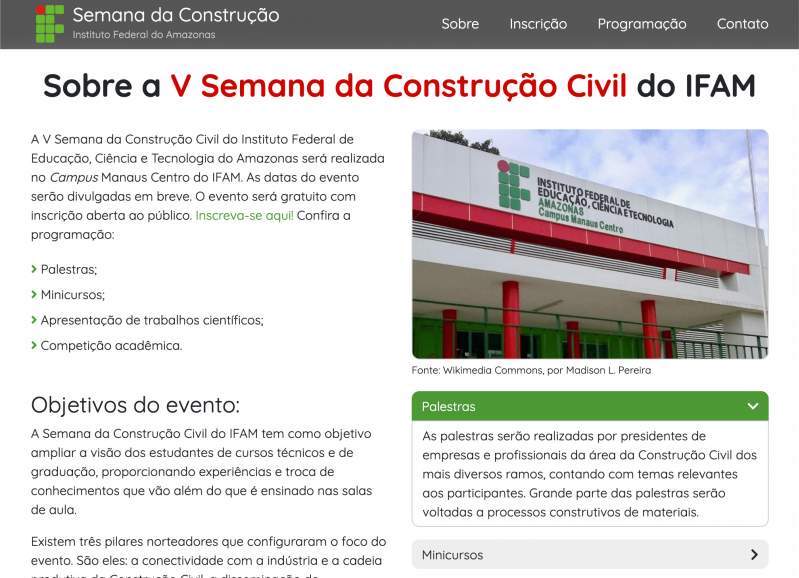 Semana da Construção
Instituto Federal do Amazonas
Sobre
Inscrição
Programação
Contato
Sobre a V Semana da Construção Civil do IFAM
A V Semana da Construção Civil do Instituto Federal de
Educação, Ciência e Tecnologia do Amazonas será realizada
no Campus Manaus Centro do IFAM. As datas do evento
serão divulgadas em breve. O evento será gratuito com
inscrição aberta ao público. Inscreva-se aqui! Confira a
programação:
Palestras;
Minicursos;
Apresentação de trabalhos científicos;
Competição acadêmica.
Objetivos do evento:
A Semana da Construção Civil do IFAM tem como objetivo
ampliar a visão dos estudantes de cursos técnicos e de
graduação, proporcionando experiências e troca de
conhecimentos que vão além do que é ensinado nas salas
de aula.
Existem três pilares norteadores que configuraram o foco do
evento. São eles: a conectividade com a indústria e a cadeia
produtiva da Construção Civil, a disseminação de
INSTITUTO FEDERAL DE
EDUCAÇÃO, CIÊNCIA E TECNOLOGIA
AMAZONAS
Campus Manaus Centro
Fonte: Wikimedia Commons, por Madison L. Pereira
Palestras
As palestras serão realizadas por presidentes de
empresas e profissionais da área da Construção Civil dos
mais diversos ramos, contando com temas relevantes
aos participantes. Grande parte das palestras serão
voltadas a processos construtivos de materiais.
Minicursos